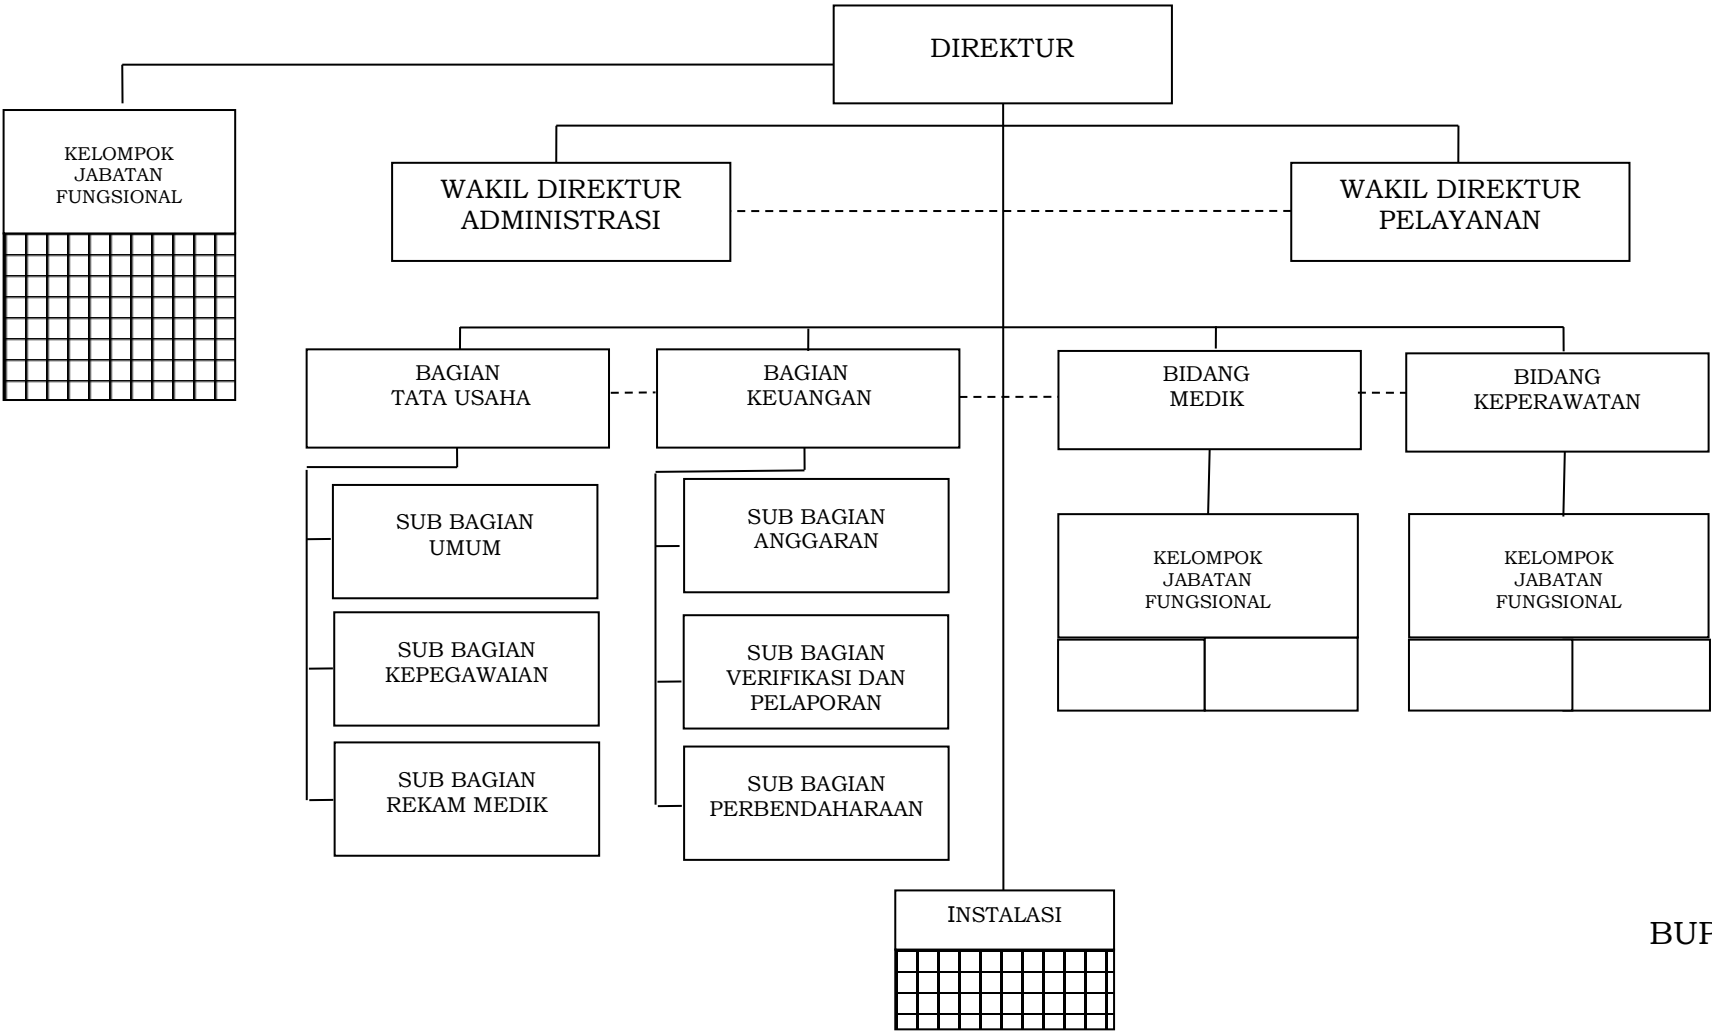 DIREKTUR
KELOMPOK
JABATAN
FUNGSIONAL
WAKIL DIREKTUR
ADMINISTRASI
WAKIL DIREKTUR
PELAYANAN
BAGIAN
TATA USAHA
BAGIAN
KEUANGAN
BIDANG
MEDIK
BIDANG
KEPERAWATAN
SUB BAGIAN
UMUM
SUB BAGIAN
KEPEGAWAIAN
SUB BAGIAN
REKAM MEDIK
SUB BAGIAN
ANGGARAN
SUB BAGIAN
VERIFIKASI DAN
PELAPORAN
SUB BAGIAN
PERBENDAHARAAN
KELOMPOK
JABATAN
FUNGSIONAL
KELOMPOK
JABATAN
FUNGSIONAL
INSTALASI